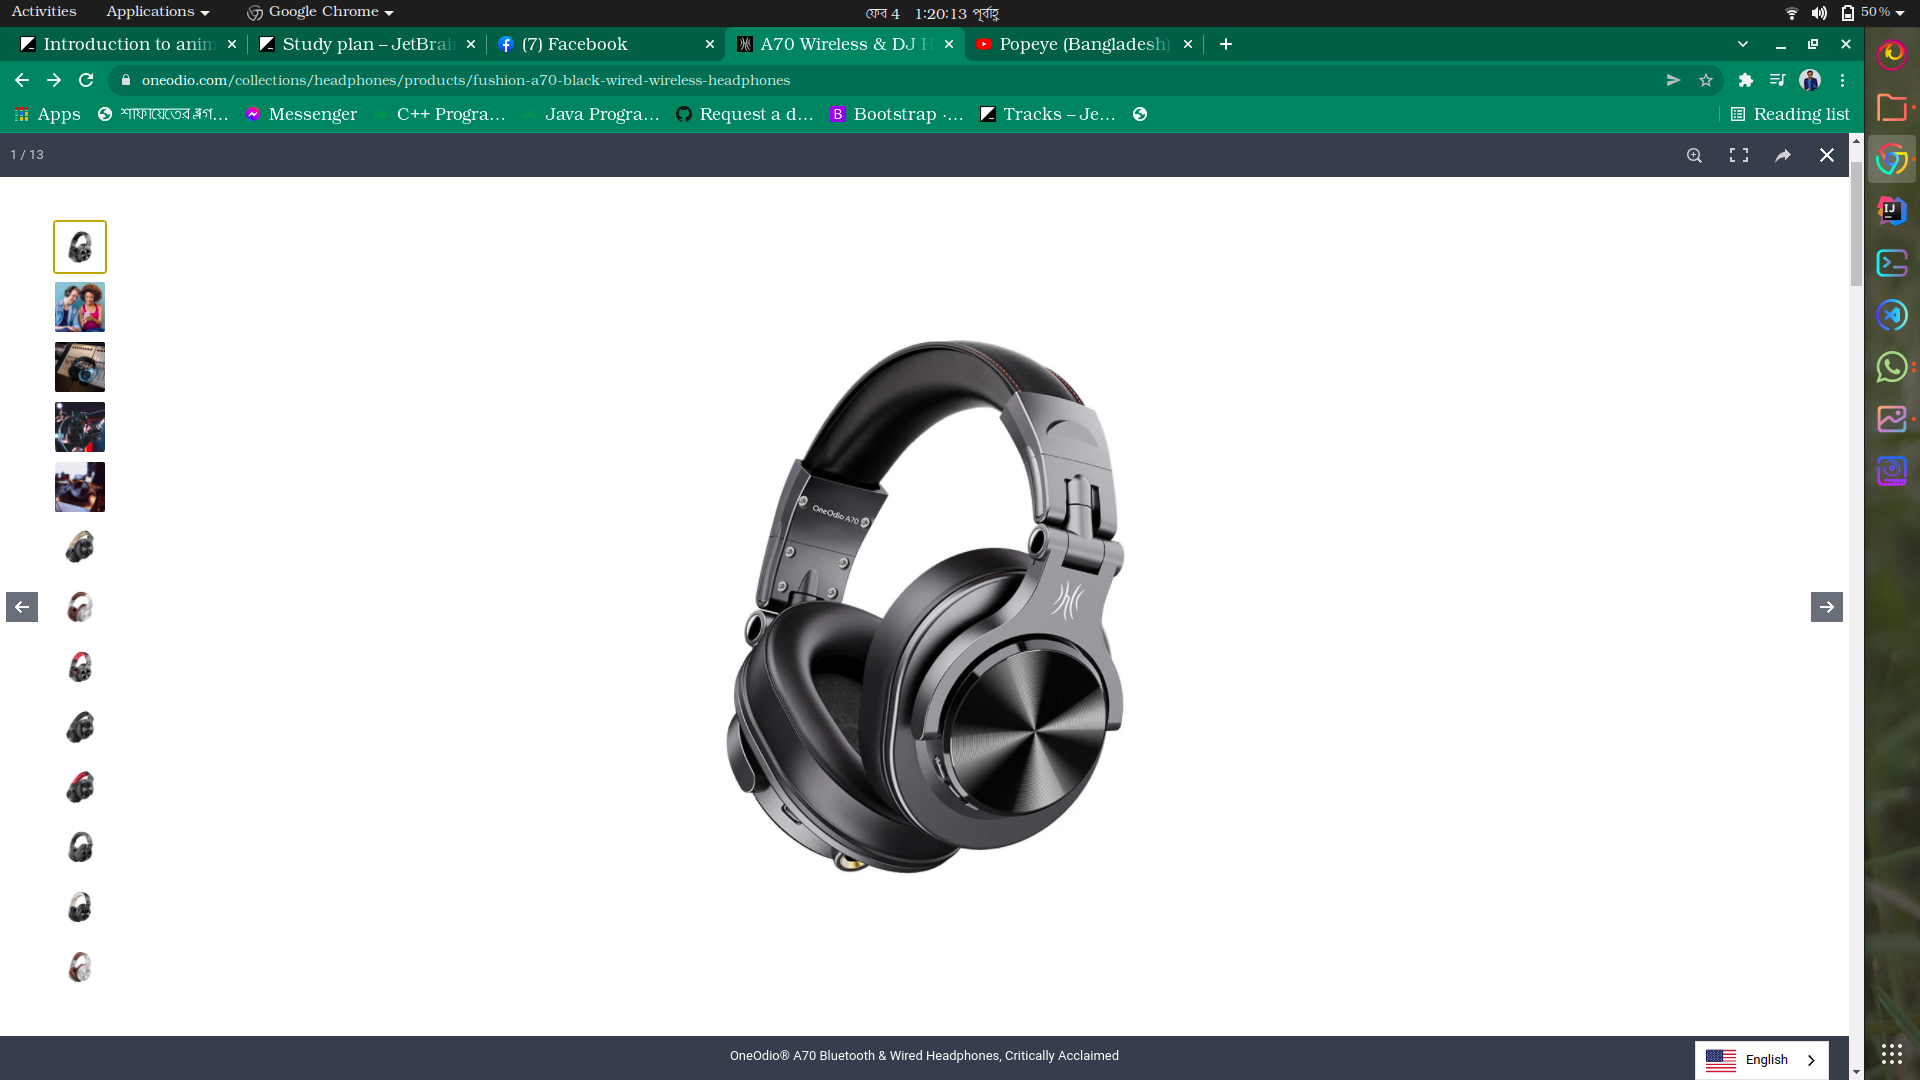 Activities Applications Google Chrome ফেব 4 1:20:13 পূর্বাহ্ণ 50 %
Introduction to anim Study plan – JetBrai (7) Facebook A70 Wireless & DJ H Popeye (Bangladesh)
oneodio.com/collections/headphones/products/fushion-a70-black-wired-wireless-headphones
Apps শাফায়েতের ব্লগ... Messenger C++ Progra... Java Progra... Request a d... Bootstrap ·... Tracks – Je... Reading list
1 / 13
OneOdio A70
OneOdio® A70 Bluetooth & Wired Headphones, Critically Acclaimed
English